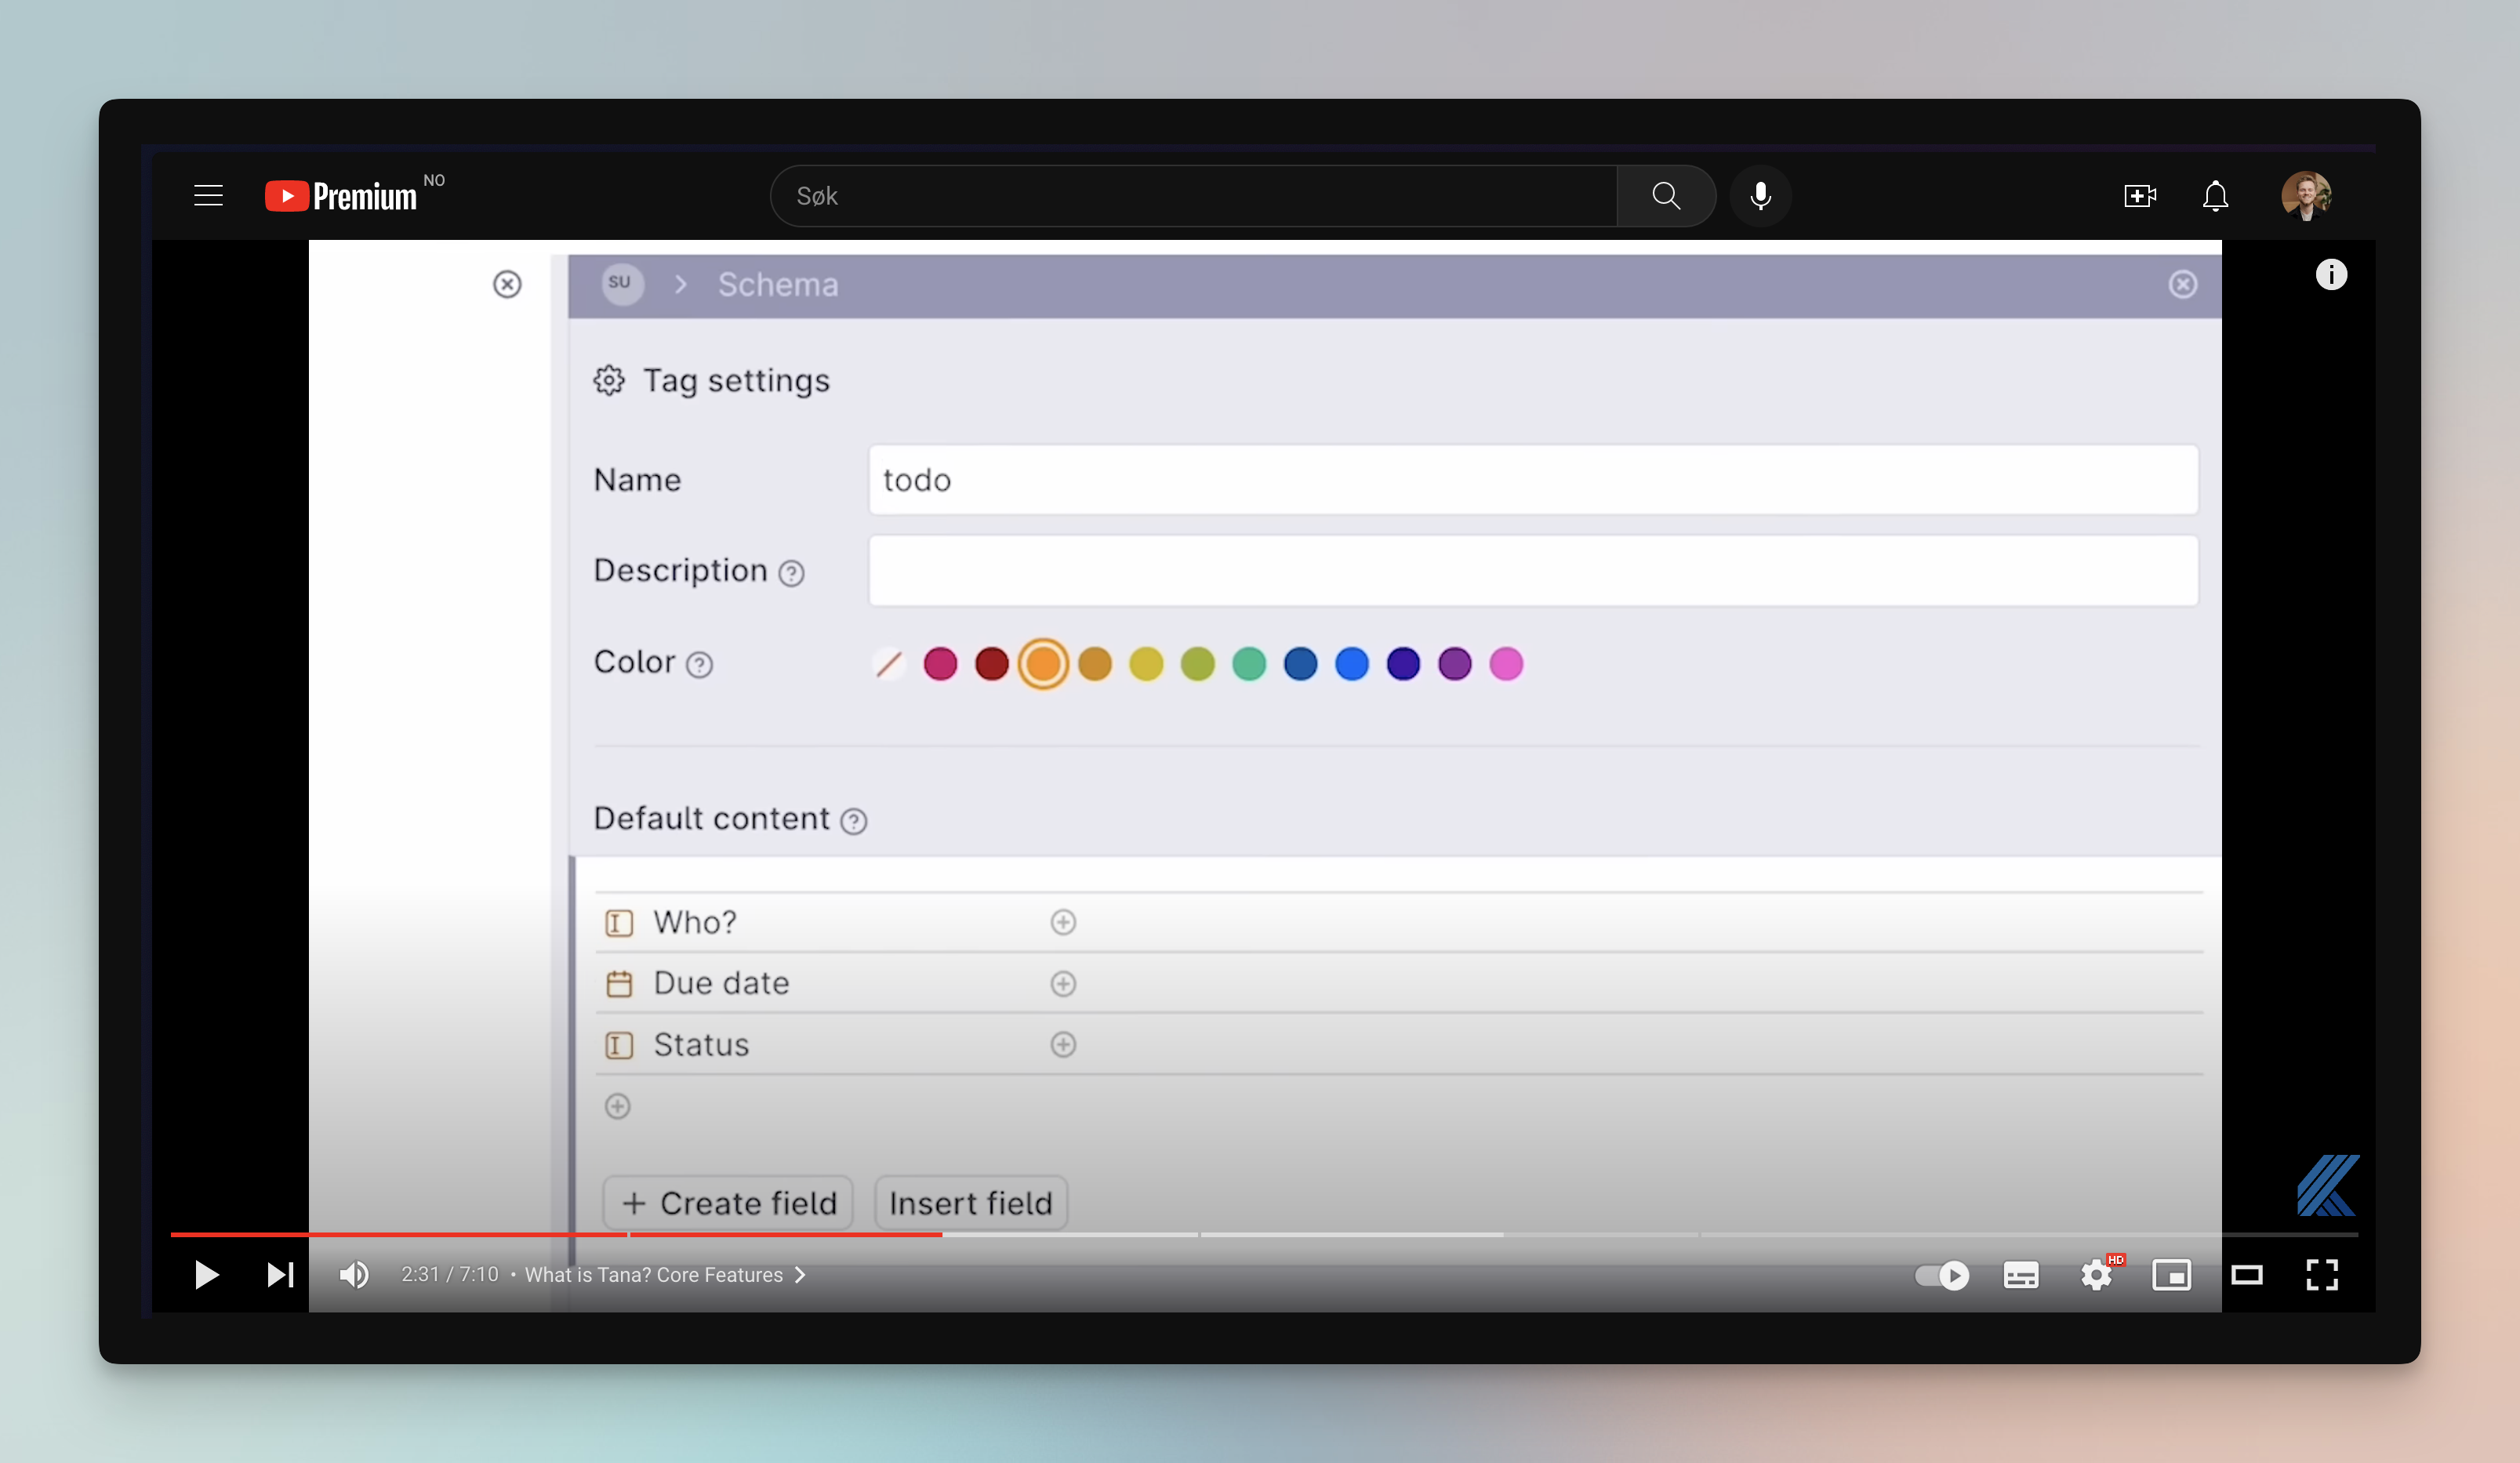 Premium NO
Søk
SU > Schema
Tag settings
Name
todo
Description ?
Color ?
Default content ?
Who?
Due date
Status
+ Create field
Insert field
2:31 / 7:10 • What is Tana? Core Features >
HD